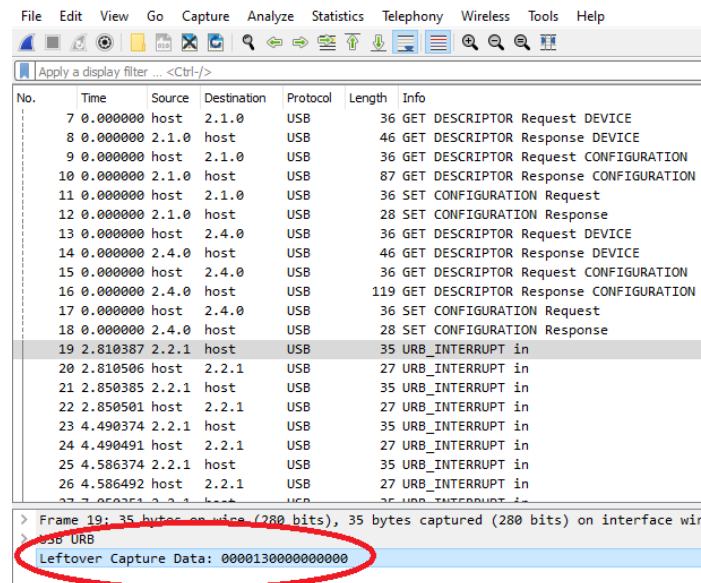 File Edit View Go Capture Analyze Statistics Telephony Wireless Tools Help
Apply a display filter ... <Ctrl-/>
No. Time Source Destination Protocol Length Info
7 0.000000 host 2.1.0 USB 36 GET DESCRIPTOR Request DEVICE
8 0.000000 2.1.0 host USB 46 GET DESCRIPTOR Response DEVICE
9 0.000000 host 2.1.0 USB 36 GET DESCRIPTOR Request CONFIGURATION
10 0.000000 2.1.0 host USB 87 GET DESCRIPTOR Response CONFIGURATION
11 0.000000 host 2.1.0 USB 36 SET CONFIGURATION Request
12 0.000000 2.1.0 host USB 28 SET CONFIGURATION Response
13 0.000000 host 2.4.0 USB 36 GET DESCRIPTOR Request DEVICE
14 0.000000 2.4.0 host USB 46 GET DESCRIPTOR Response DEVICE
15 0.000000 host 2.4.0 USB 36 GET DESCRIPTOR Request CONFIGURATION
16 0.000000 2.4.0 host USB 119 GET DESCRIPTOR Response CONFIGURATION
17 0.000000 host 2.4.0 USB 36 SET CONFIGURATION Request
18 0.000000 2.4.0 host USB 28 SET CONFIGURATION Response
19 2.810387 2.2.1 host USB 35 URB_INTERRUPT in
20 2.810506 host 2.2.1 USB 27 URB_INTERRUPT in
21 2.850385 2.2.1 host USB 35 URB_INTERRUPT in
22 2.850501 host 2.2.1 USB 27 URB_INTERRUPT in
23 4.490374 2.2.1 host USB 35 URB_INTERRUPT in
24 4.490491 host 2.2.1 USB 27 URB_INTERRUPT in
25 4.586374 2.2.1 host USB 35 URB_INTERRUPT in
26 4.586492 host 2.2.1 USB 27 URB_INTERRUPT in
Frame 19: 35 bytes on wire (280 bits), 35 bytes captured (280 bits) on interface wir
USB URB
Leftover Capture Data: 0000130000000000